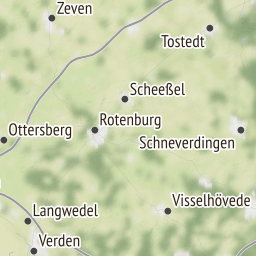 Zeven
Tostedt
Scheeßel
Rotenburg
Ottersberg
Schneverdingen
Visselhövede
Langwedel
Verden